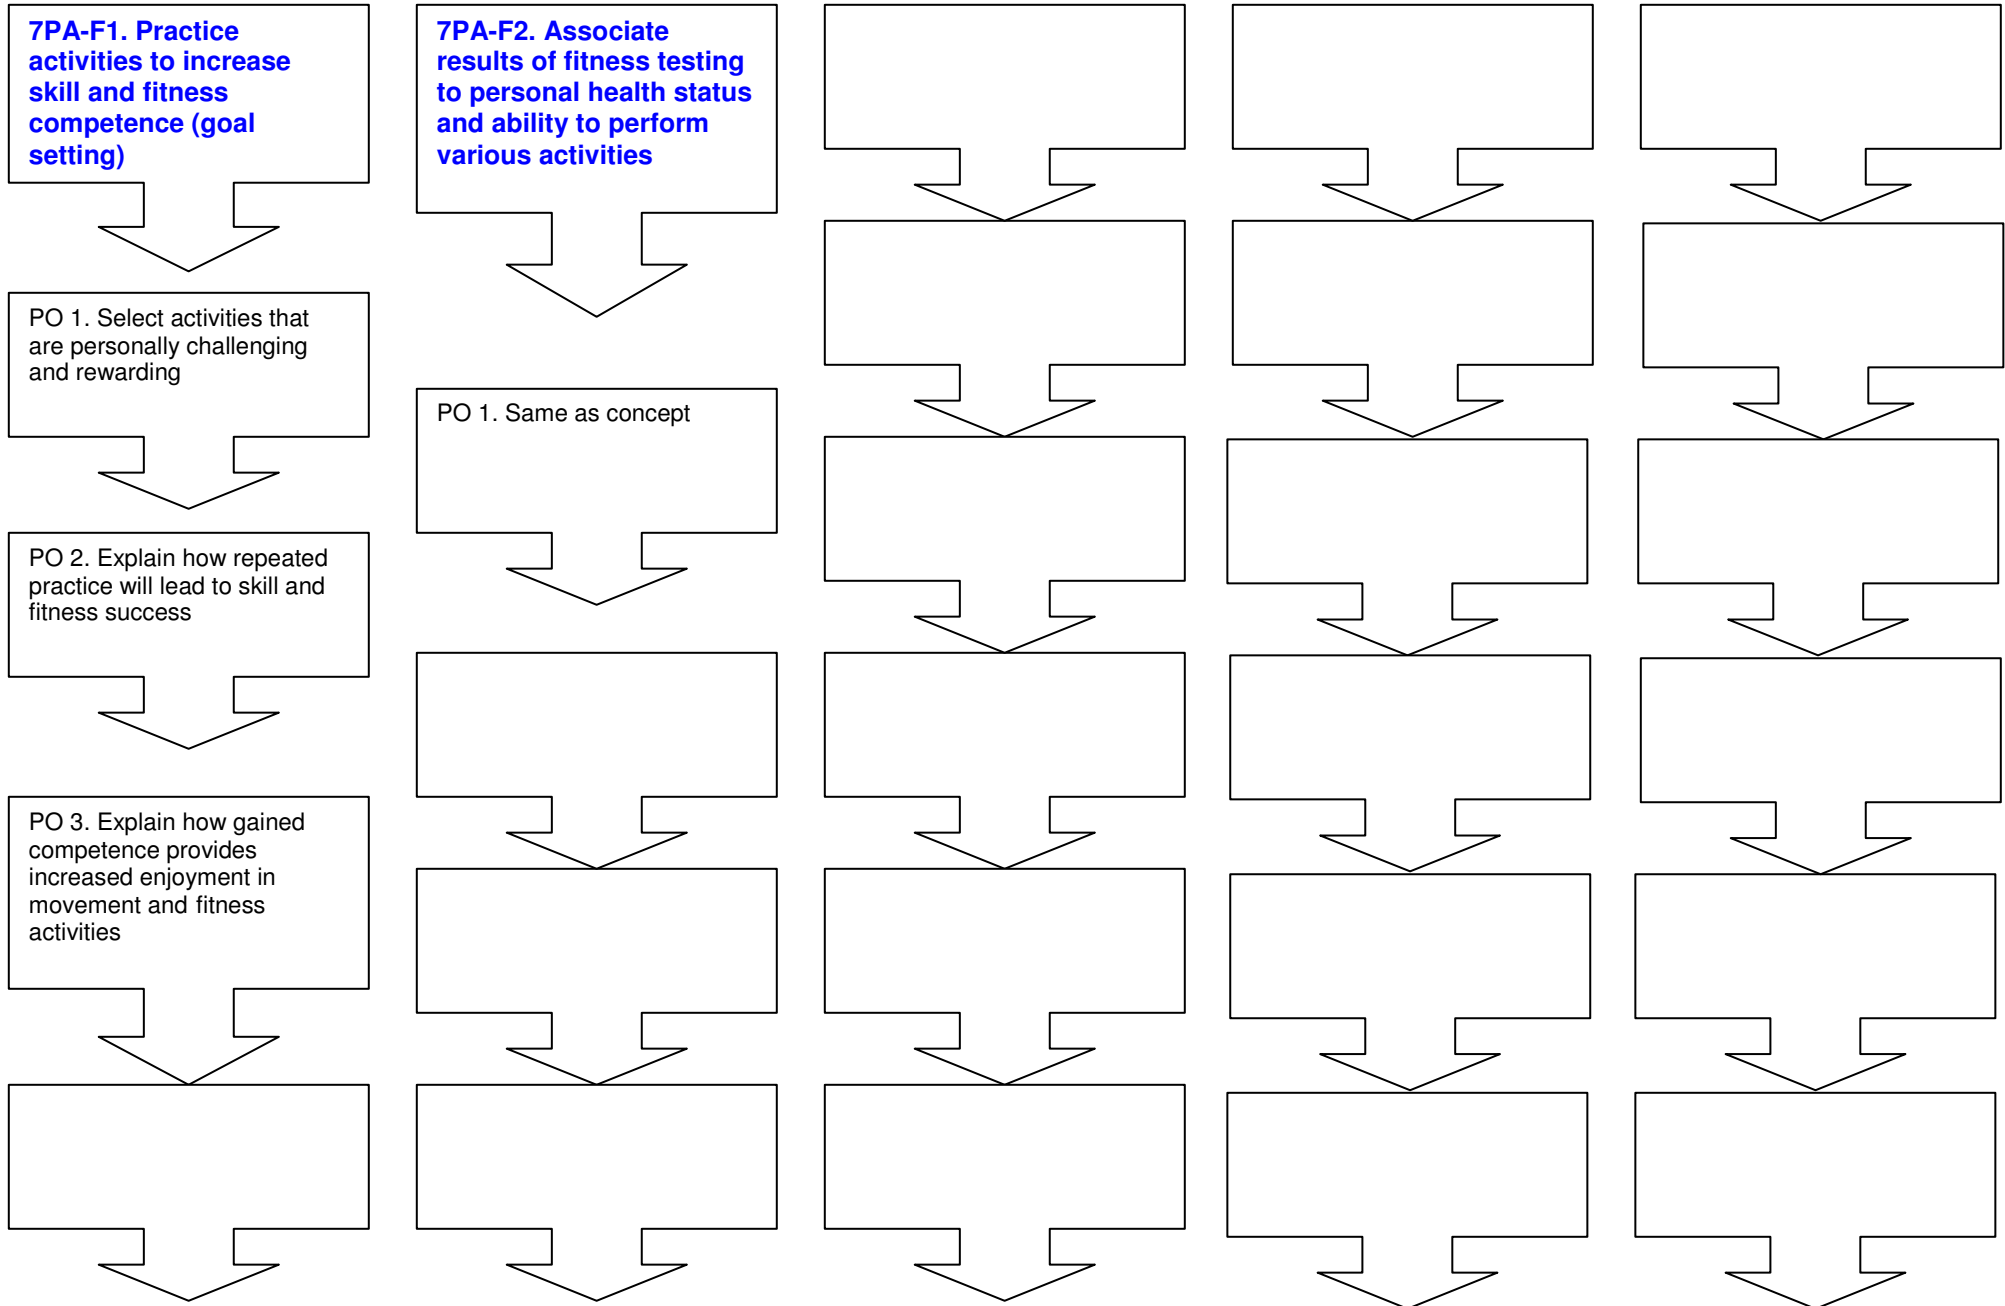 7PA-F1. Practice
activities to increase
skill and fitness
competence (goal
setting)
PO 1. Select activities that
are personally challenging
and rewarding
PO 2. Explain how repeated
practice will lead to skill and
fitness success
PO 3. Explain how gained
competence provides
increased enjoyment in
movement and fitness
activities
7PA-F2. Associate
results of fitness testing
to personal health status
and ability to perform
various activities
PO 1. Same as concept